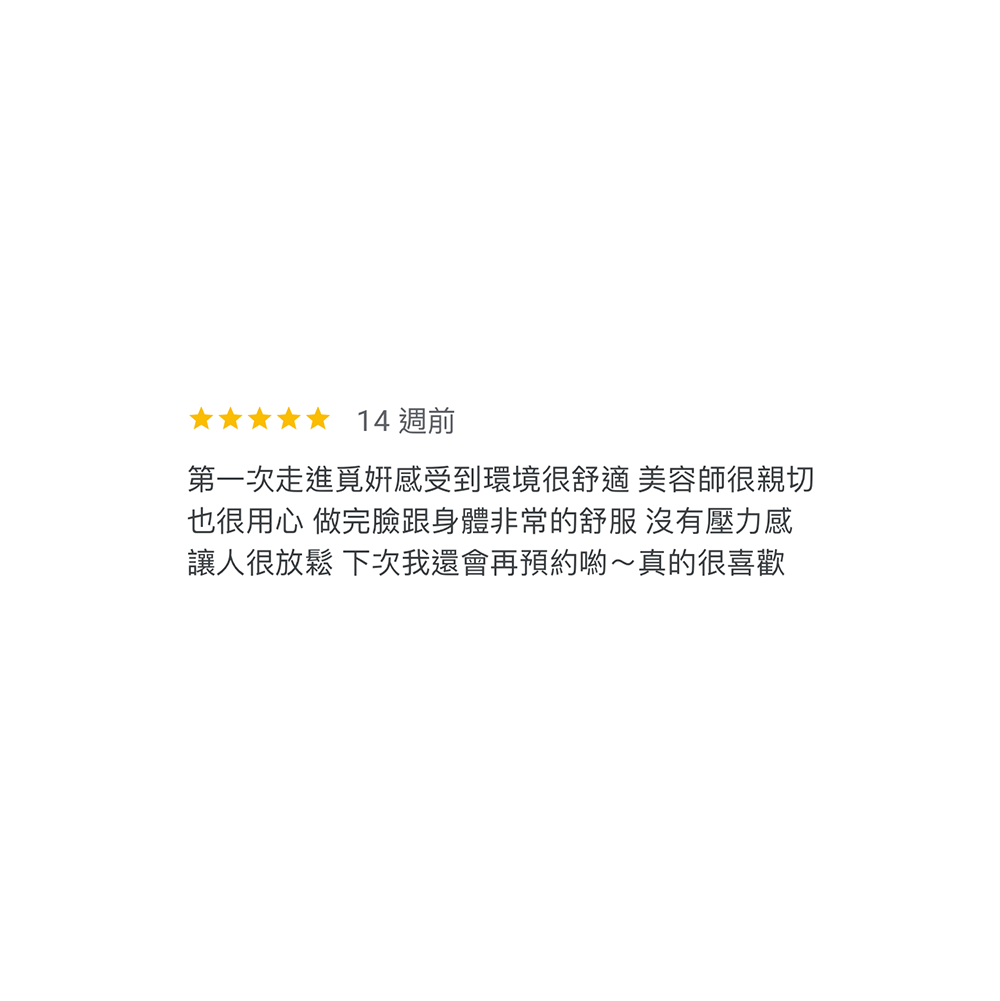 ★★★★★ 14 週前
第一次走進覓妍感受到環境很舒適 美容師很親切
也很用心 做完臉跟身體非常的舒服 沒有壓力感
讓人很放鬆 下次我還會再預約喲～真的很喜歡